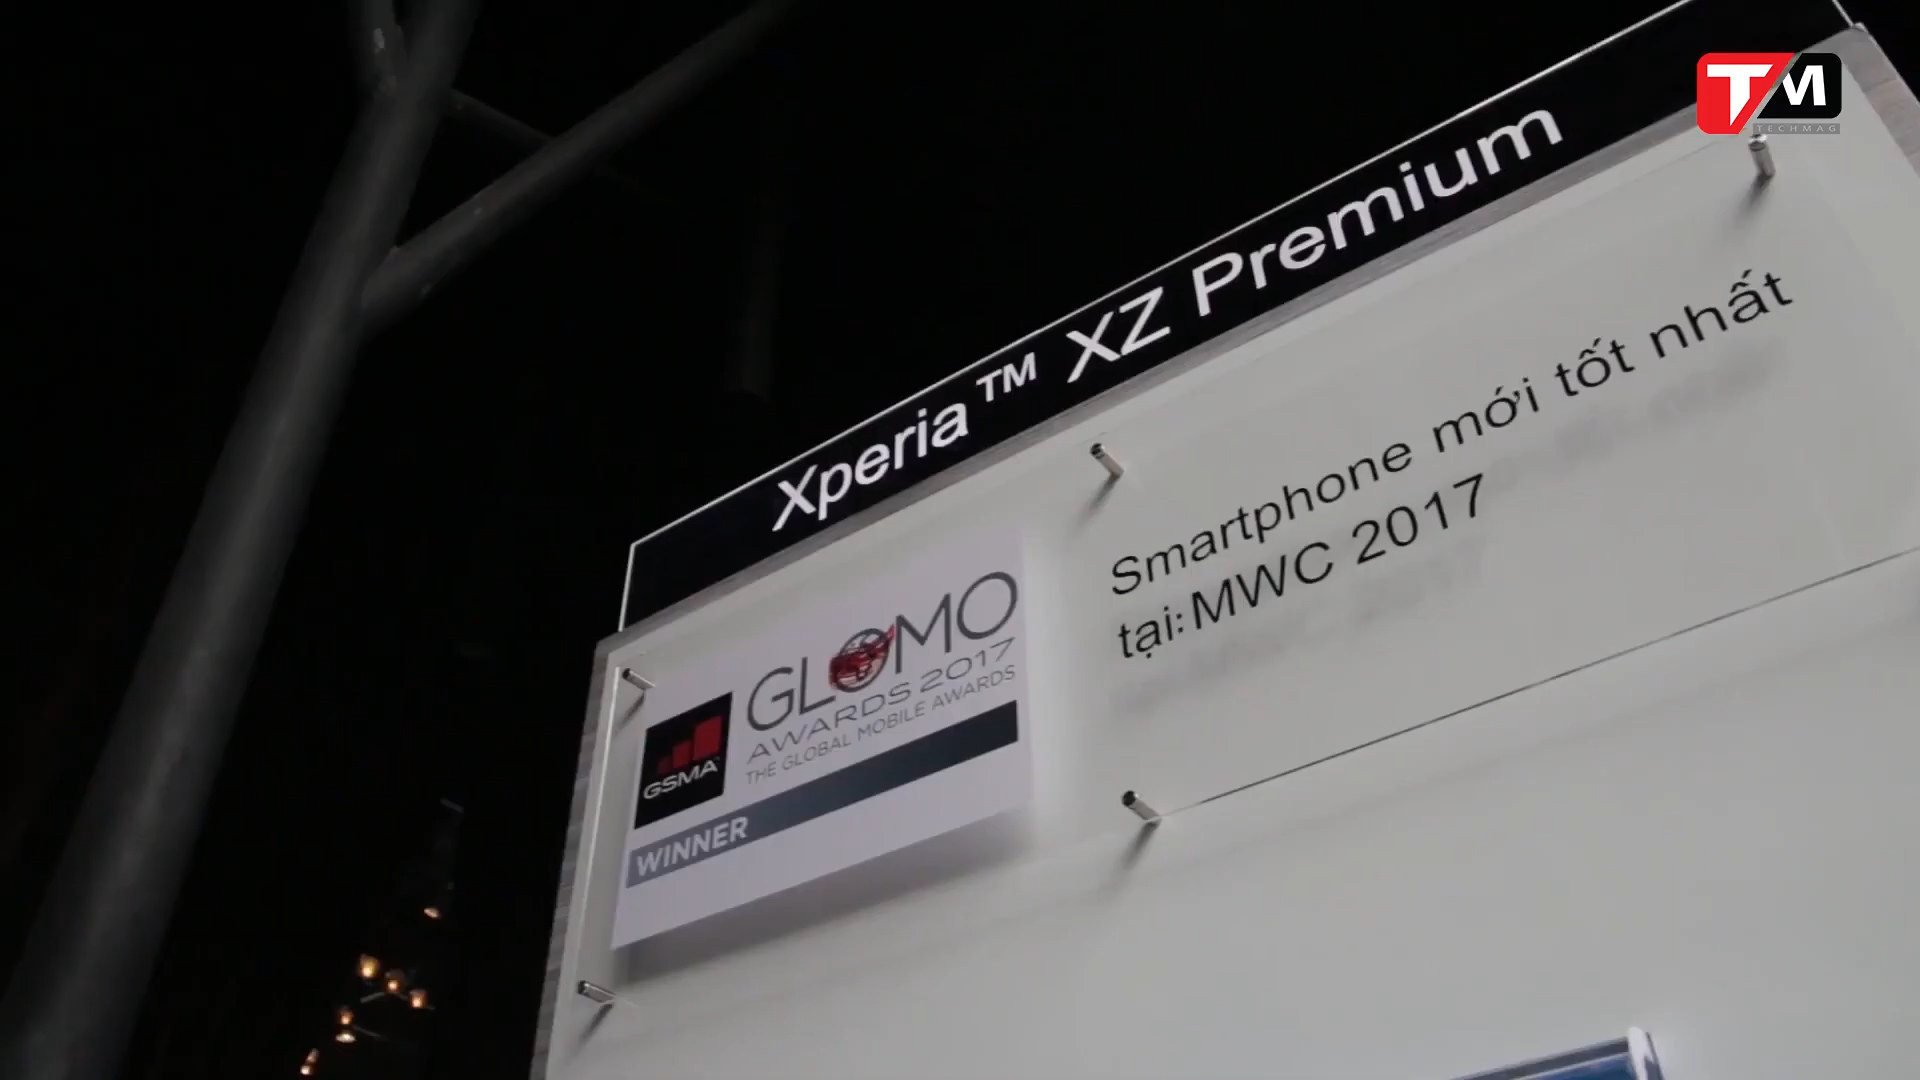 TM
TECHMAG
Xperia™ XZ Premium
Smartphone mới tốt nhất
tại:MWC 2017
GLOMO
AWARDS 2017
THE GLOBAL MOBILE AWARDS
GSMA™
WINNER